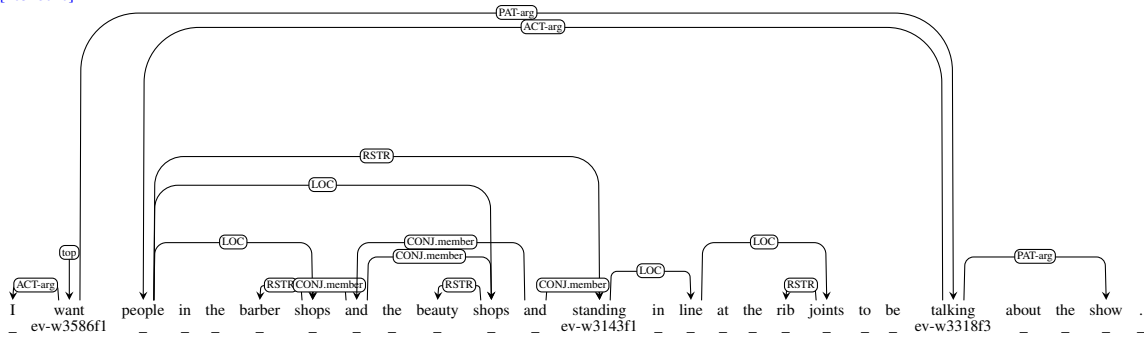 PAT-arg
ACT-arg
RSTR
LOC
LOC CONJ.member
top CONJ.member LOC
LOC PAT-arg
ACT-arg RSTR CONJ.member RSTR CONJ.member RSTR
I want people in the barber shops and the beauty shops and standing in line at the rib joints to be talking about the show .
_ ev-w3586f1 _ _ _ _ _ _ _ _ _ _ ev-w3143f1 _ _ _ _ _ _ _ _ ev-w3318f3 _ _ _ _